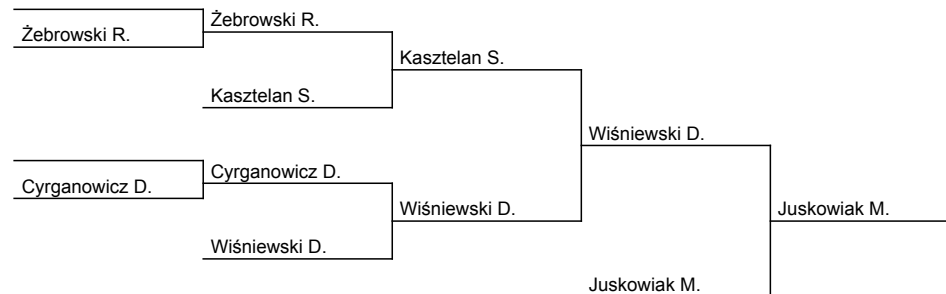 Żebrowski R.
Żebrowski R.
Kasztelan S.
Kasztelan S.
Wiśniewski D.
Cyrganowicz D.
Cyrganowicz D.
Wiśniewski D.
Juskowiak M.
Wiśniewski D.
Juskowiak M.